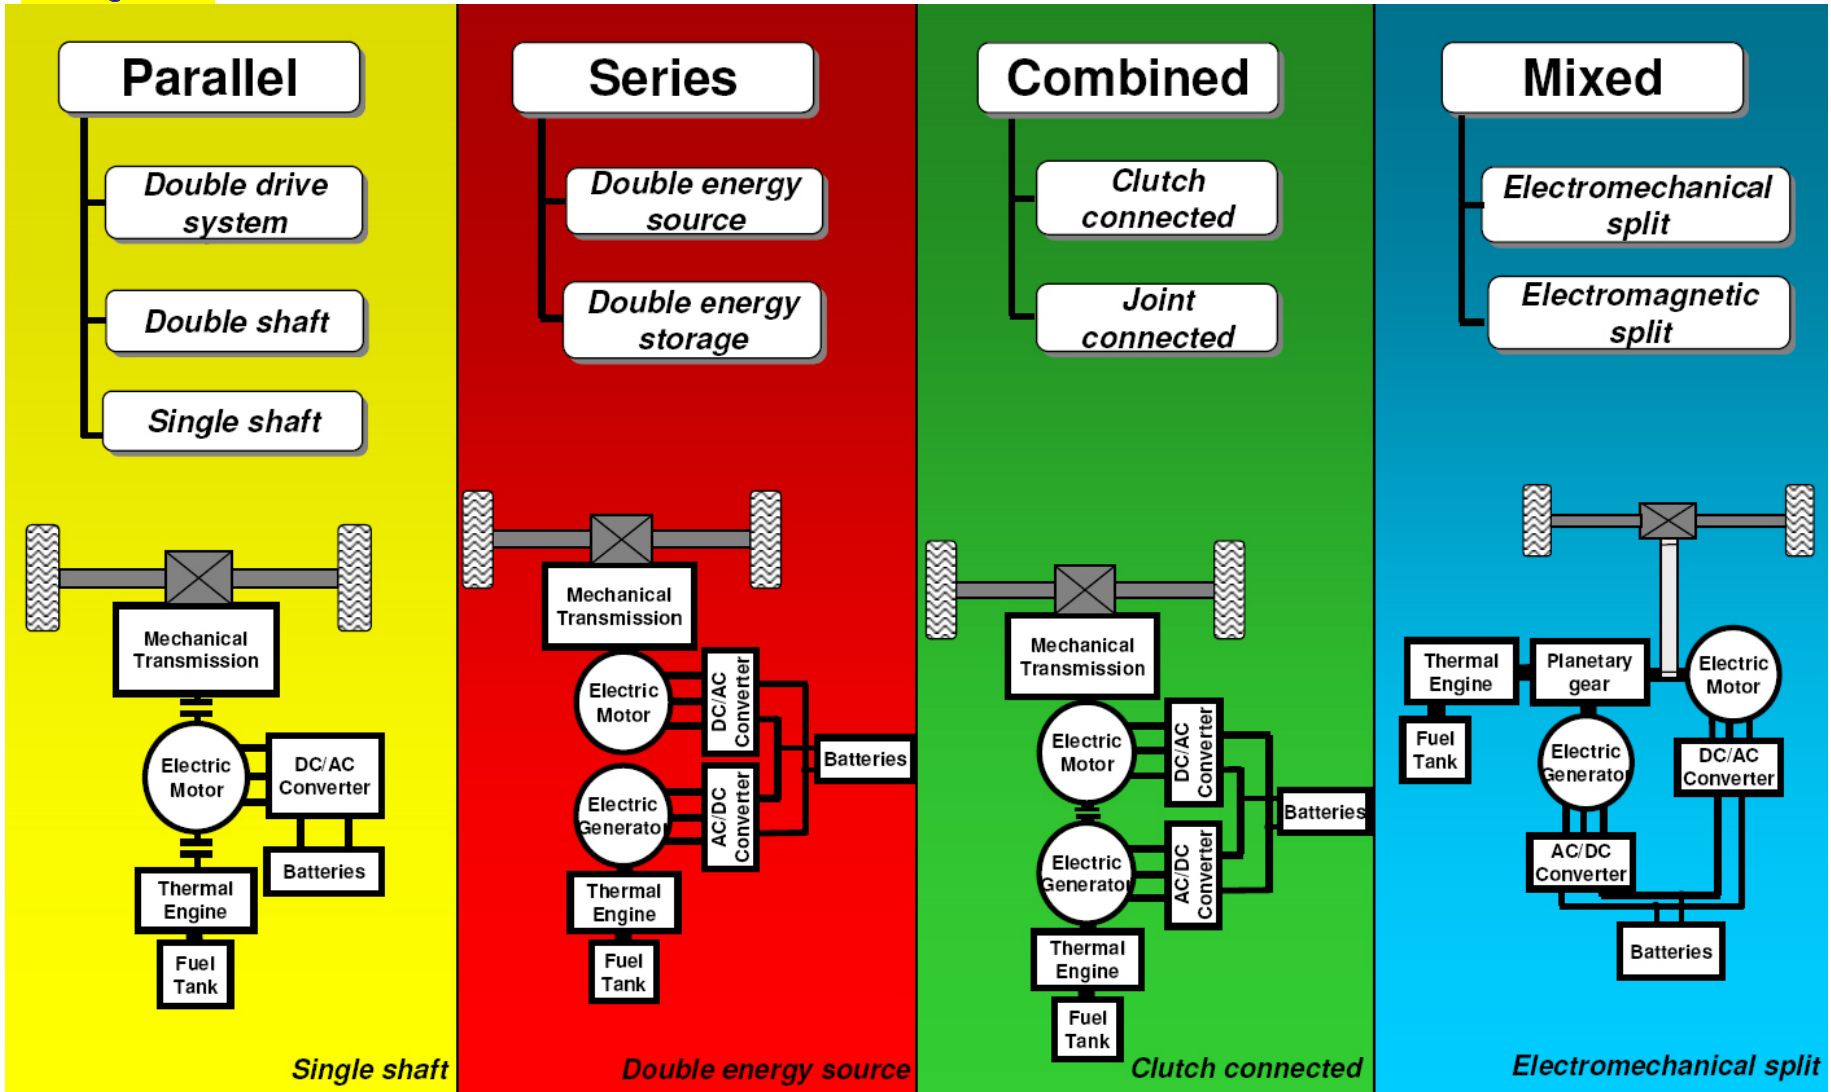 Parallel
Double drive
system
Double shaft
Single shaft
Mechanical
Transmission
Electric
Motor
DC/AC
Converter
Batteries
Thermal
Engine
Fuel
Tank
Single shaft
Series
Double energy
source
Double energy
storage
Mechanical
Transmission
Electric
Motor
DC/AC
Converter
Batteries
Electric
Generator
AC/DC
Converter
Thermal
Engine
Fuel
Tank
Double energy source
Combined
Clutch
connected
Joint
connected
Mechanical
Transmission
Electric
Motor
DC/AC
Converter
Batteries
Electric
Generator
AC/DC
Converter
Thermal
Engine
Fuel
Tank
Clutch connected
Mixed
Electromechanical
split
Electromagnetic
split
Thermal
Engine
Planetary
gear
Electric
Motor
Fuel
Tank
Electric
Generator
DC/AC
Converter
AC/DC
Converter
Batteries
Electromechanical split